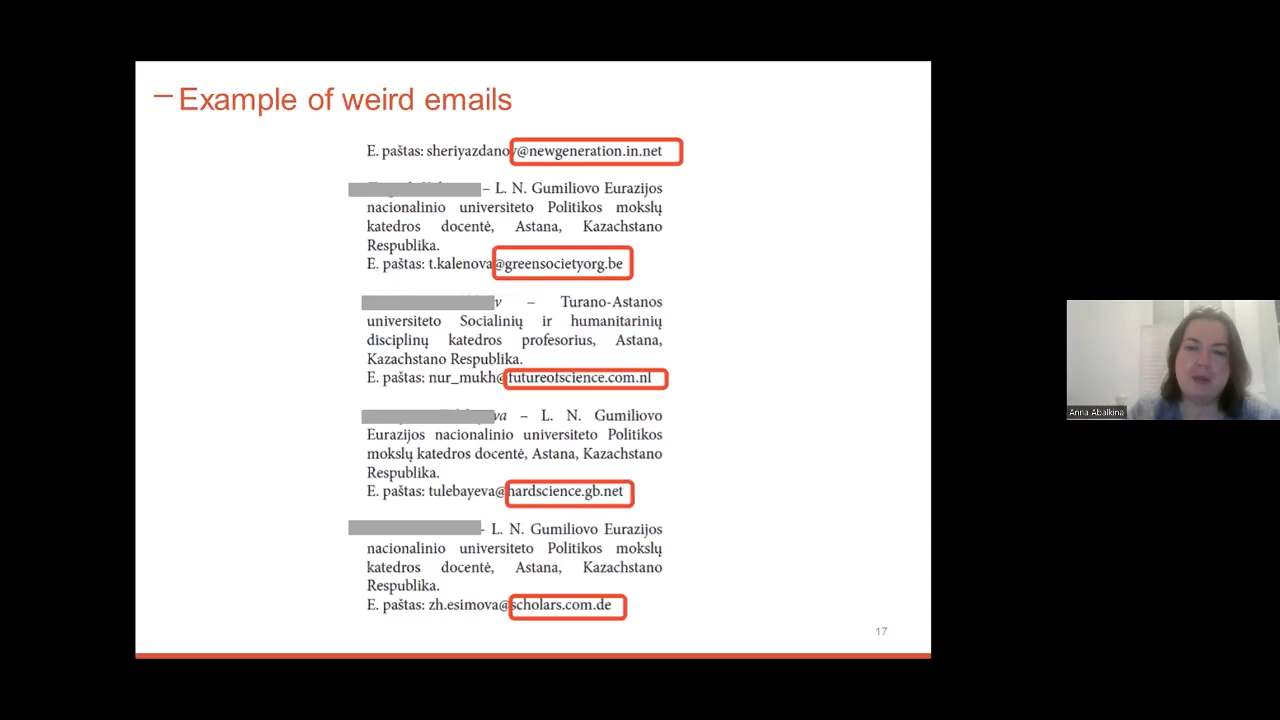 Example of weird emails
E. paštas: sheriyazdanov@newgeneration.in.net
– L. N. Gumiliovo Eurazijos
nacionalinio universiteto Politikos mokslų
katedros docentė, Astana, Kazachstano
Respublika.
E. paštas: t.kalenova@greensocietyorg.be
v – Turano-Astanos
universiteto Socialinių ir humanitarinių
disciplinų katedros profesorius, Astana,
Kazachstano Respublika.
E. paštas: nur_mukh@futureofscience.com.nl
va – L. N. Gumiliovo
Eurazijos nacionalinio universiteto Politikos
mokslų katedros docentė, Astana, Kazachstano
Respublika.
E. paštas: tulebayeva@hardscience.gb.net
- L. N. Gumiliovo Eurazijos
nacionalinio universiteto Politikos mokslų
katedros docentė, Astana, Kazachstano
Respublika.
E. paštas: zh.esimova@scholars.com.de
17
Anna Abalkina